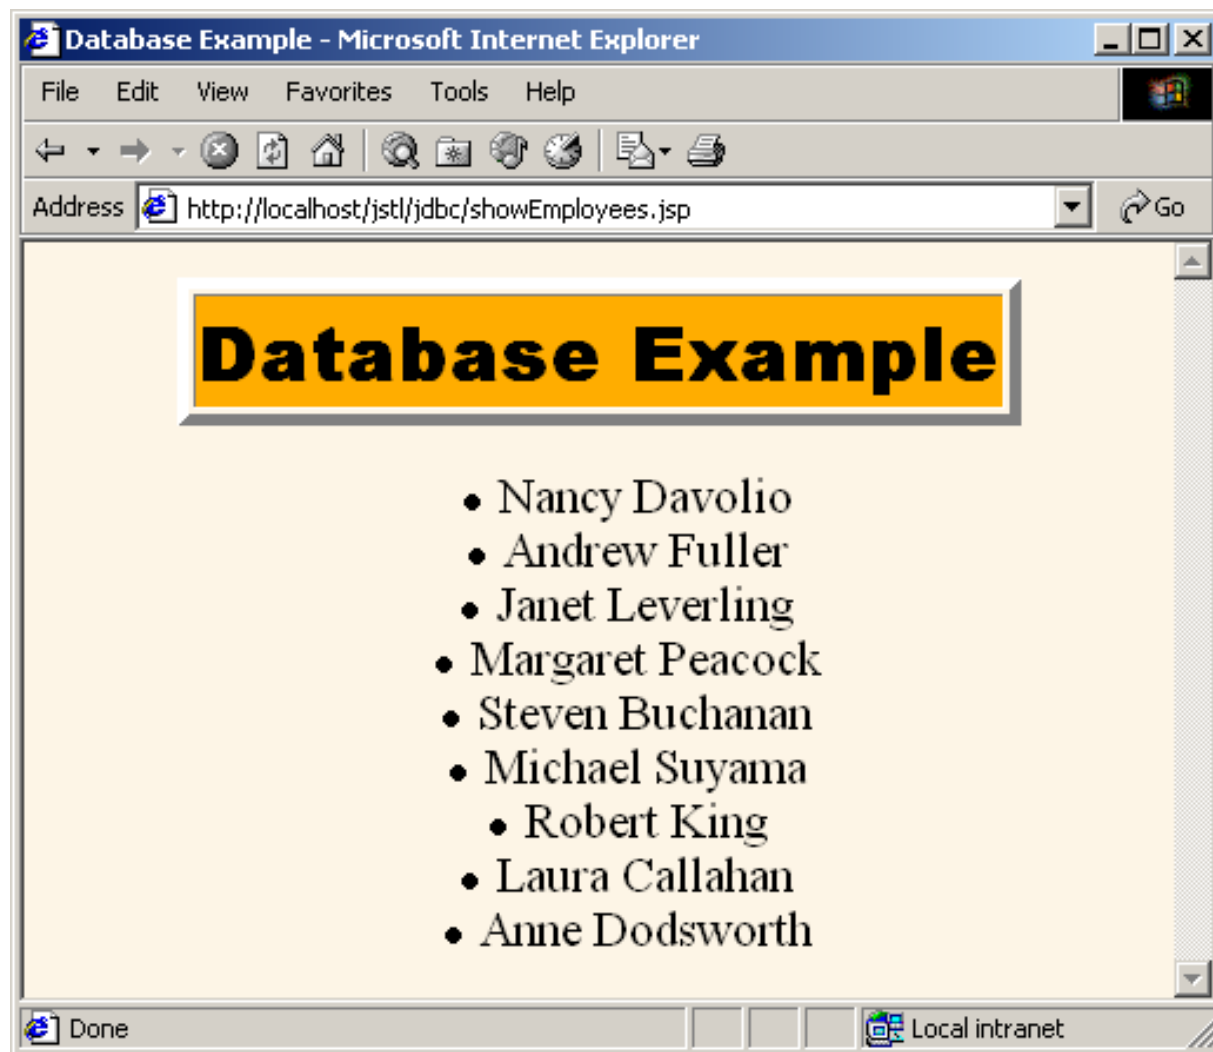 Database Example - Microsoft Internet Explorer
File Edit View Favorites Tools Help
Address http://localhost/jstl/jdbc/showEmployees.jsp Go
Database Example
• Nancy Davolio
• Andrew Fuller
• Janet Leverling
• Margaret Peacock
• Steven Buchanan
• Michael Suyama
• Robert King
• Laura Callahan
• Anne Dodsworth
Done Local intranet